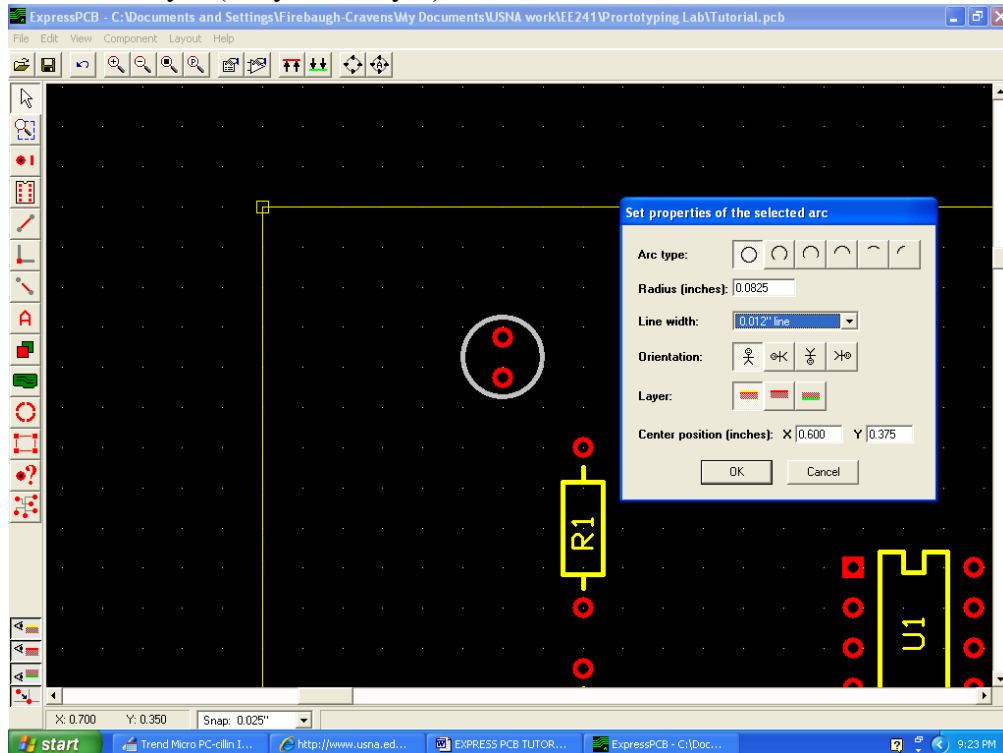 ExpressPCB - C:\Documents and Settings\Firebaugh-Cravens\My Documents\USNA work\EE241\Prortotyping Lab\Tutorial.pcb
File Edit View Component Layout Help
Set properties of the selected arc
Arc type:
Radius (inches): 0.0825
Line width: 0.012" line
Orientation:
Layer:
Center position (inches): X 0.600 Y 0.375
OK Cancel
R1
U1
X: 0.700 Y: 0.350 Snap: 0.025"
start Trend Micro PC-cillin I... http://www.usna.ed... EXPRESS PCB TUTOR... ExpressPCB - C:\Doc... 9:23 PM